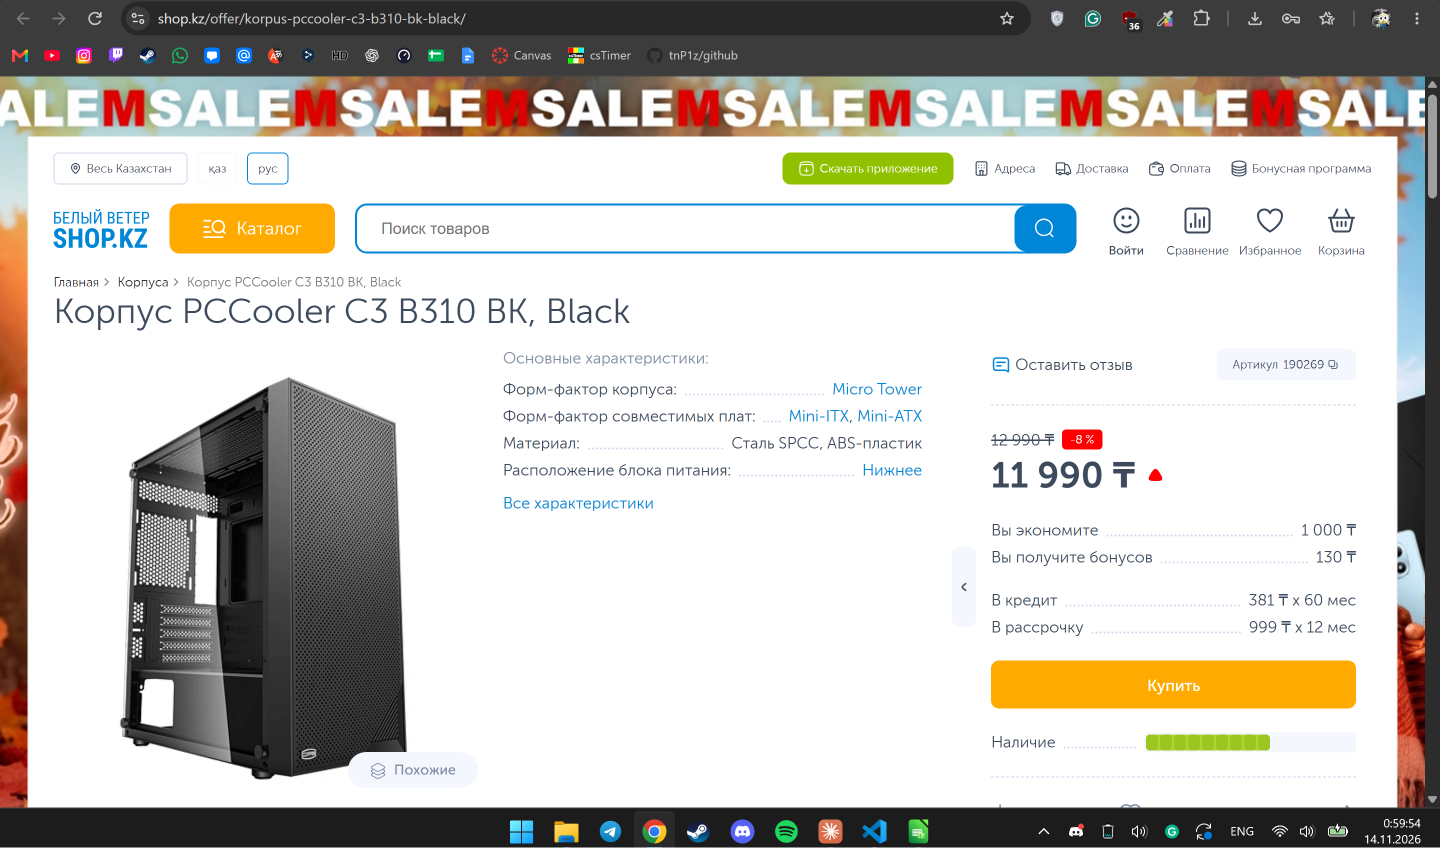 shop.kz/offer/korpus-pccooler-c3-b310-bk-black/
36
HD
Canvas
csTimer
tnP1z/github
ALEMSALEMSALEMSALEMSALEMSALEMSALEMSALE
Весь Казахстан
қаз
рус
Скачать приложение
Адреса
Доставка
Оплата
Бонусная программа
БЕЛЫЙ ВЕТЕР
SHOP.KZ
Каталог
Поиск товаров
Войти
Сравнение
Избранное
Корзина
Главная > Корпуса > Корпус PCCooler C3 B310 BK, Black
Корпус PCCooler C3 B310 BK, Black
Основные характеристики:
Форм-фактор корпуса: Micro Tower
Форм-фактор совместимых плат: Mini-ITX, Mini-ATX
Материал: Сталь SPCC, ABS-пластик
Расположение блока питания: Нижнее
Все характеристики
Похожие
Оставить отзыв
Артикул 190269
12 990 ₸ -8 %
11 990 ₸
Вы экономите 1 000 ₸
Вы получите бонусов 130 ₸
В кредит 381 ₸ x 60 мес
В рассрочку 999 ₸ x 12 мес
Купить
Наличие
ENG
0:59:54
14.11.2026